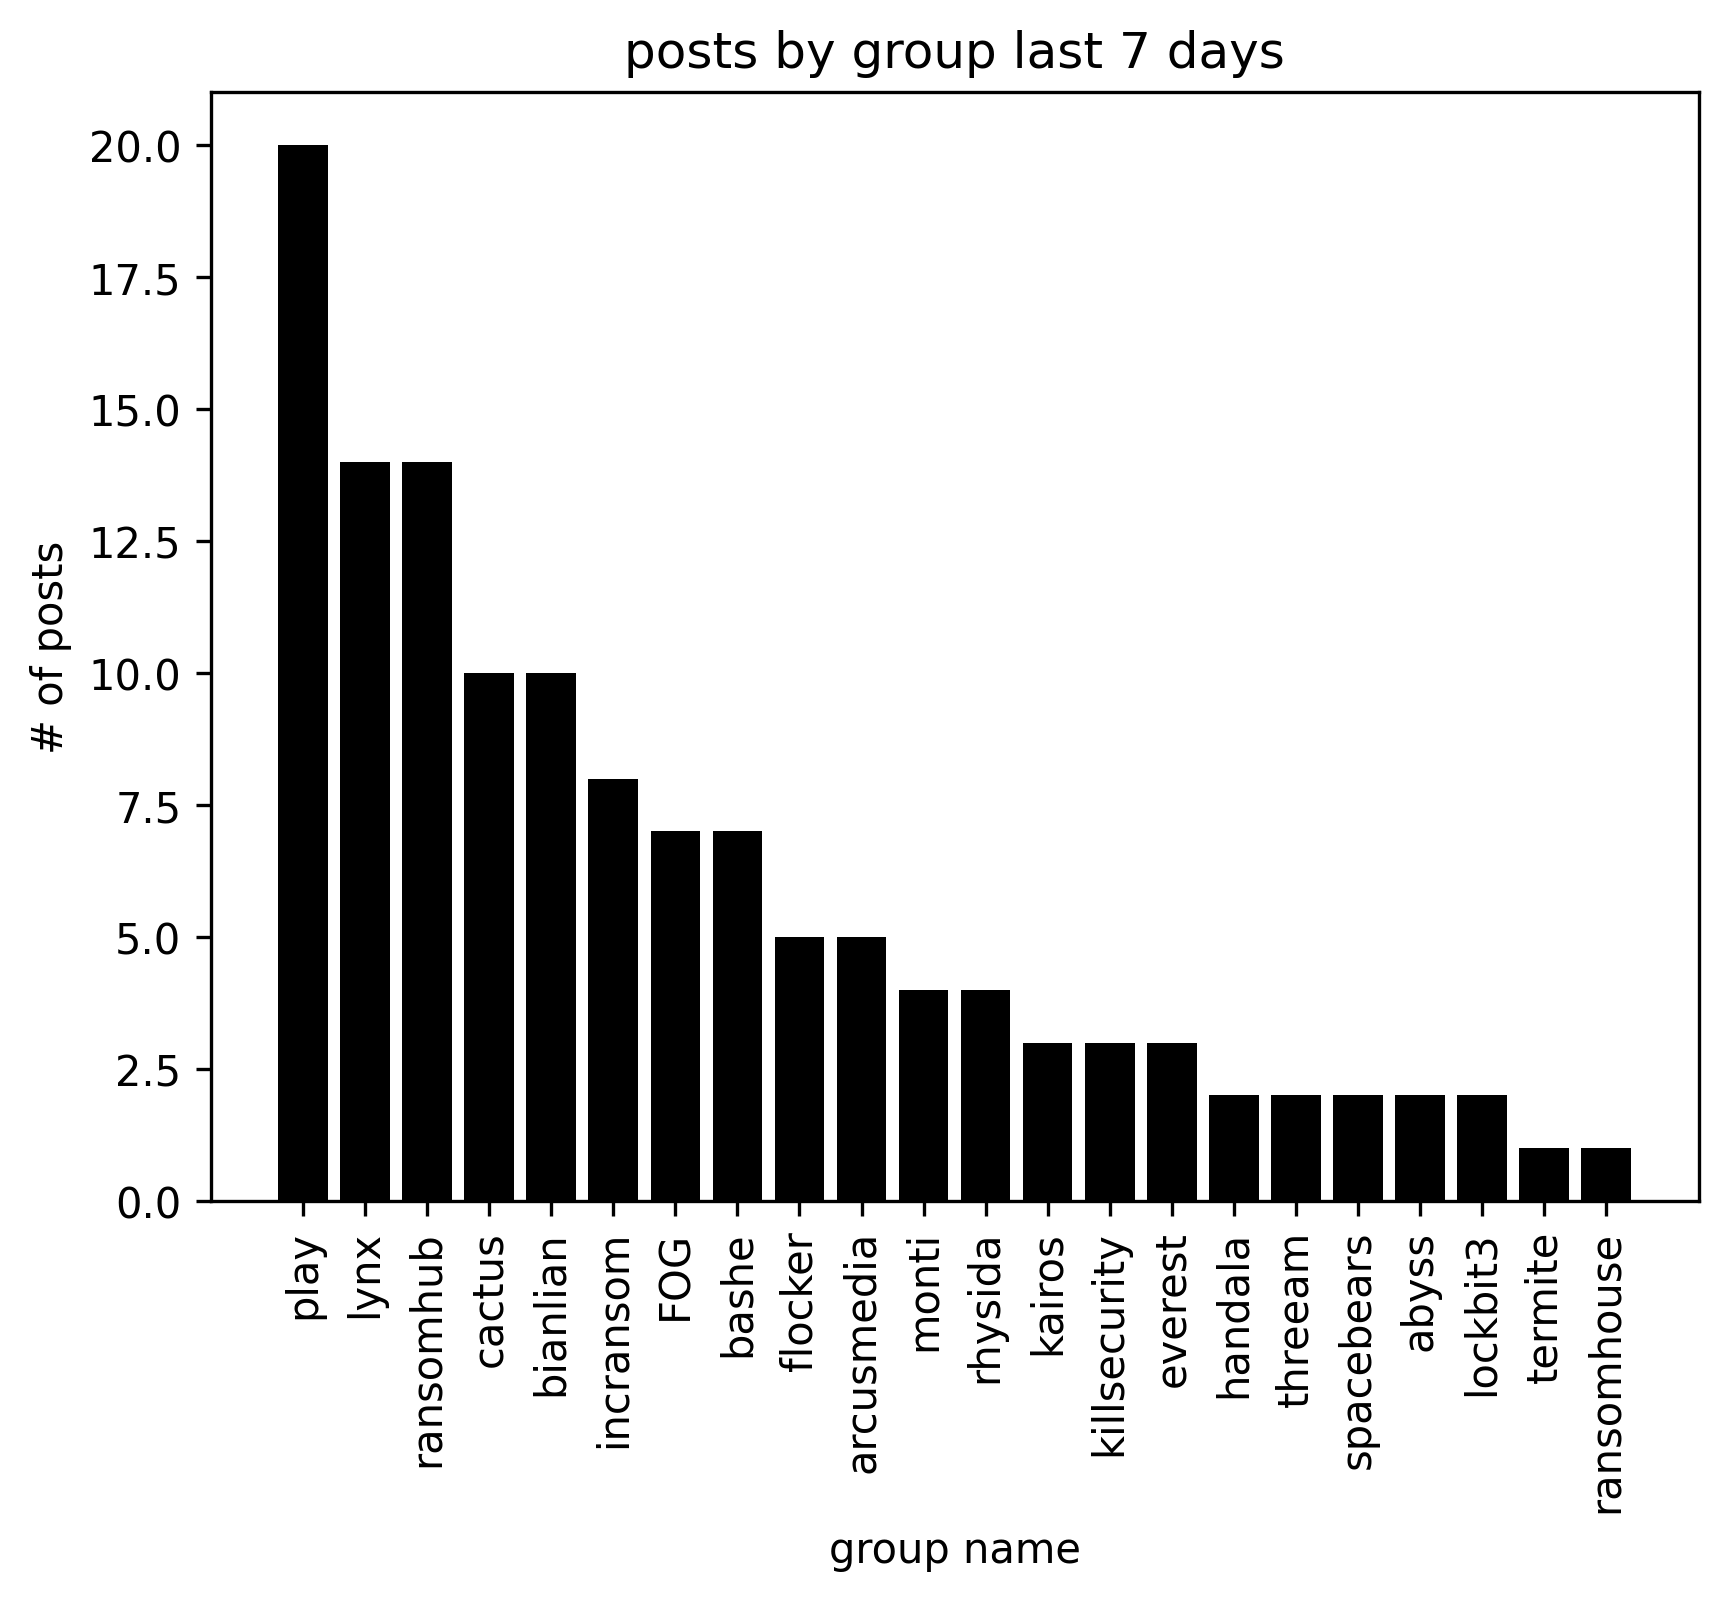 posts by group last 7 days
# of posts
20.0
17.5
15.0
12.5
10.0
7.5
5.0
2.5
0.0
play
lynx
ransomhub
cactus
bianlian
incransom
FOG
bashe
flocker
arcusmedia
monti
rhysida
kairos
killsecurity
everest
handala
threeam
spacebears
abyss
lockbit3
termite
ransomhouse
group name